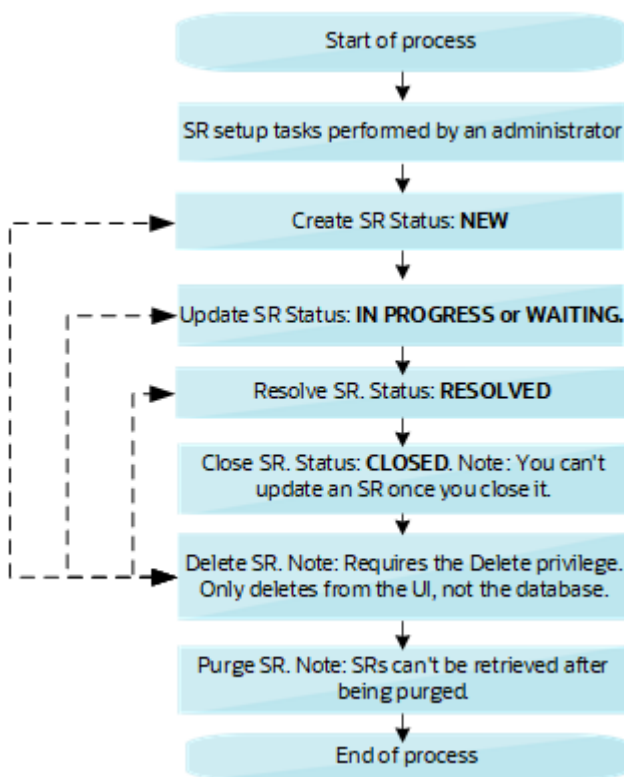 Start of process
SR setup tasks performed by an administrator
Create SR Status: NEW
Update SR Status: IN PROGRESS or WAITING.
Resolve SR. Status: RESOLVED
Close SR. Status: CLOSED. Note: You can't
update an SR once you close it.
Delete SR. Note: Requires the Delete privilege.
Only deletes from the UI, not the database.
Purge SR. Note: SRs can't be retrieved after
being purged.
End of process